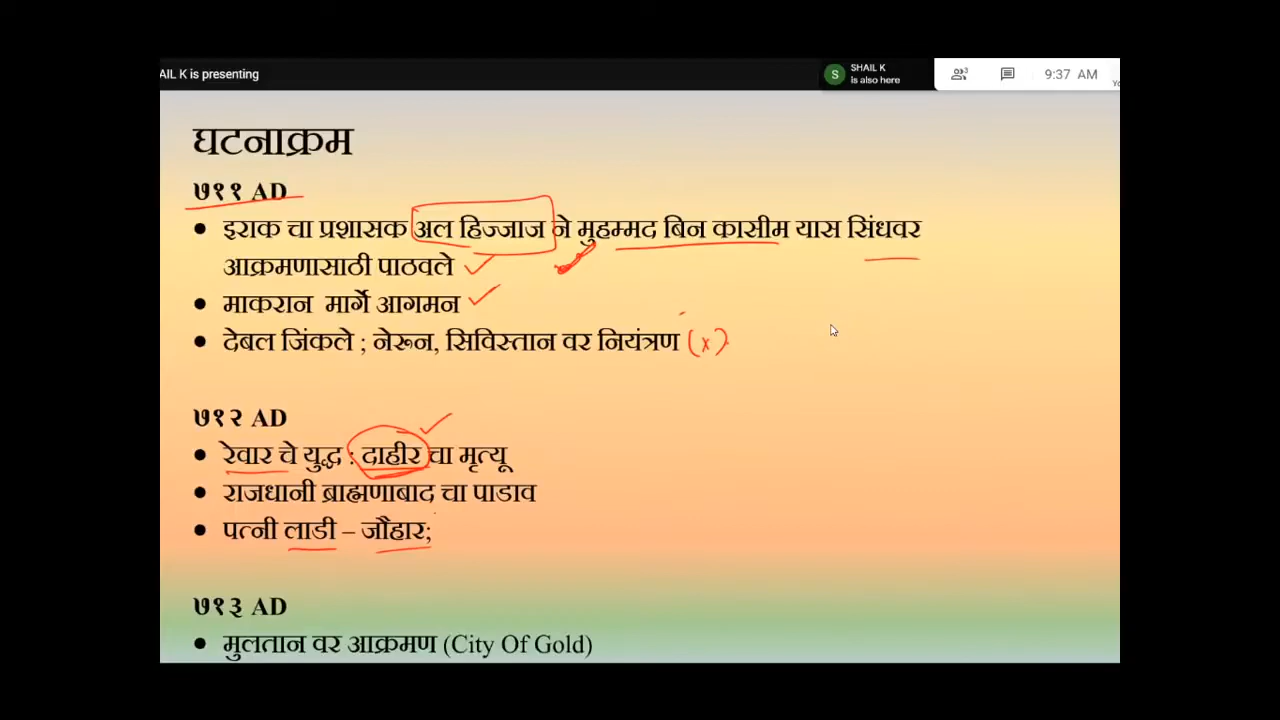 AIL K is presenting
S
SHAIL K
is also here
3
9:37 AM
घटनाक्रम
७११ AD
• इराक चा प्रशासक अल हिज्जाज ने मुहम्मद बिन कासीम यास सिंधवर
आक्रमणासाठी पाठवले
• माकरान मार्गे आगमन
• देबल जिंकले ; नेरून, सिविस्तान वर नियंत्रण (x)
७१२ AD
• रेवार चे युद्ध : दाहीर चा मृत्यू
• राजधानी ब्राह्मणाबाद चा पाडाव
• पत्नी लाडी – जौहार;
७१३ AD
• मुलतान वर आक्रमण (City Of Gold)